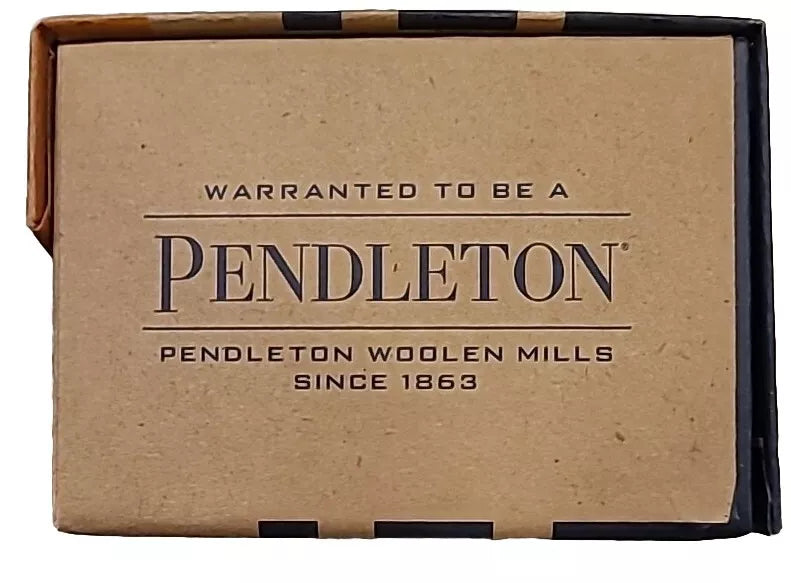 WARRANTED TO BE A
PENDLETON®
PENDLETON WOOLEN MILLS
SINCE 1863